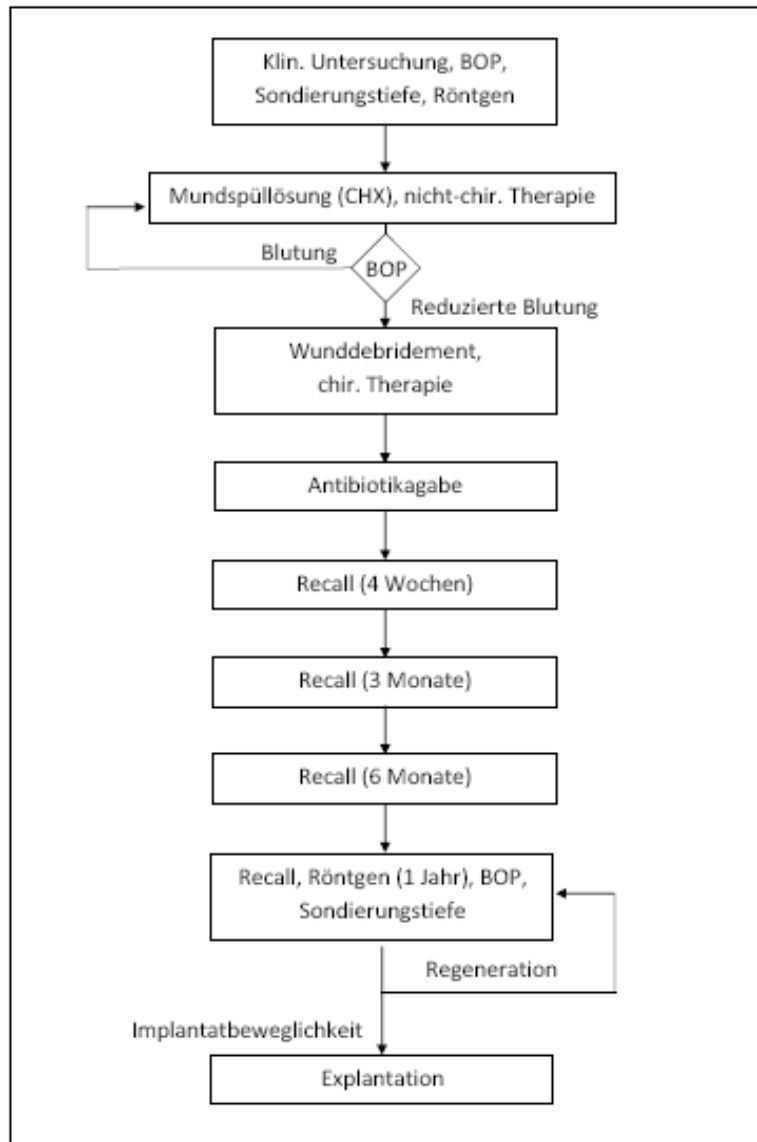 Klin. Untersuchung, BOP,
Sondierungstiefe, Röntgen
Mundspüllösung (CHX), nicht-chir. Therapie
Blutung
BOP
Reduzierte Blutung
Wunddebridement,
chir. Therapie
Antibiotikagabe
Recall (4 Wochen)
Recall (3 Monate)
Recall (6 Monate)
Recall, Röntgen (1 Jahr), BOP,
Sondierungstiefe
Regeneration
Implantatbeweglichkeit
Explantation